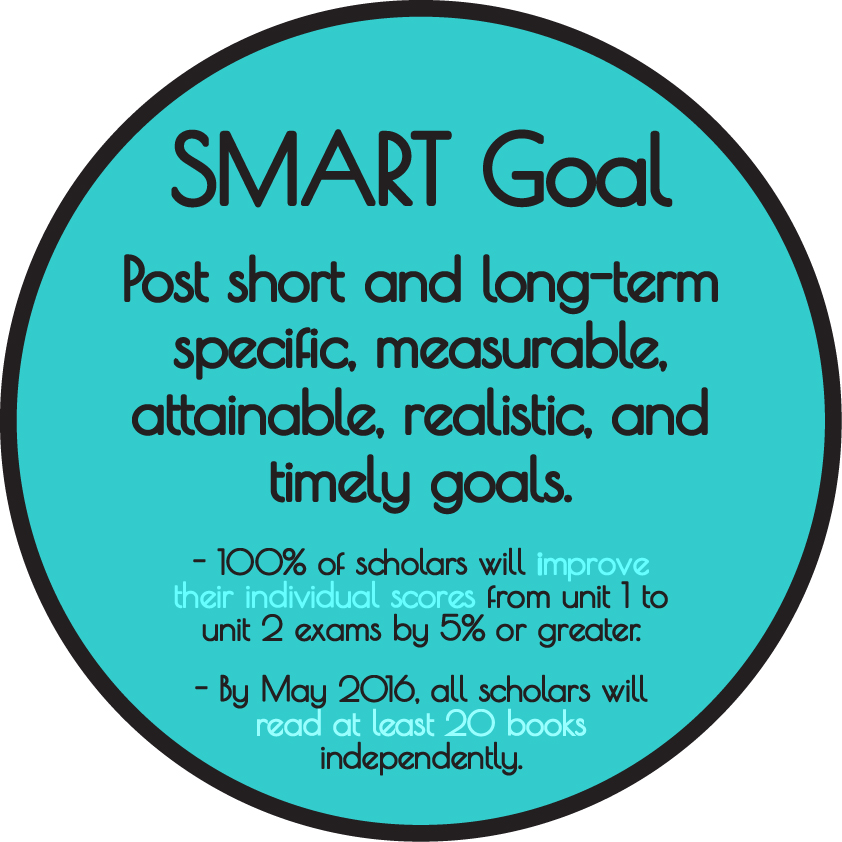 SMART Goal
Post short and long-term
specific, measurable,
attainable, realistic, and
timely goals.
- 100% of scholars will improve
their individual scores from unit 1 to
unit 2 exams by 5% or greater.
- By May 2016, all scholars will
read at least 20 books
independently.